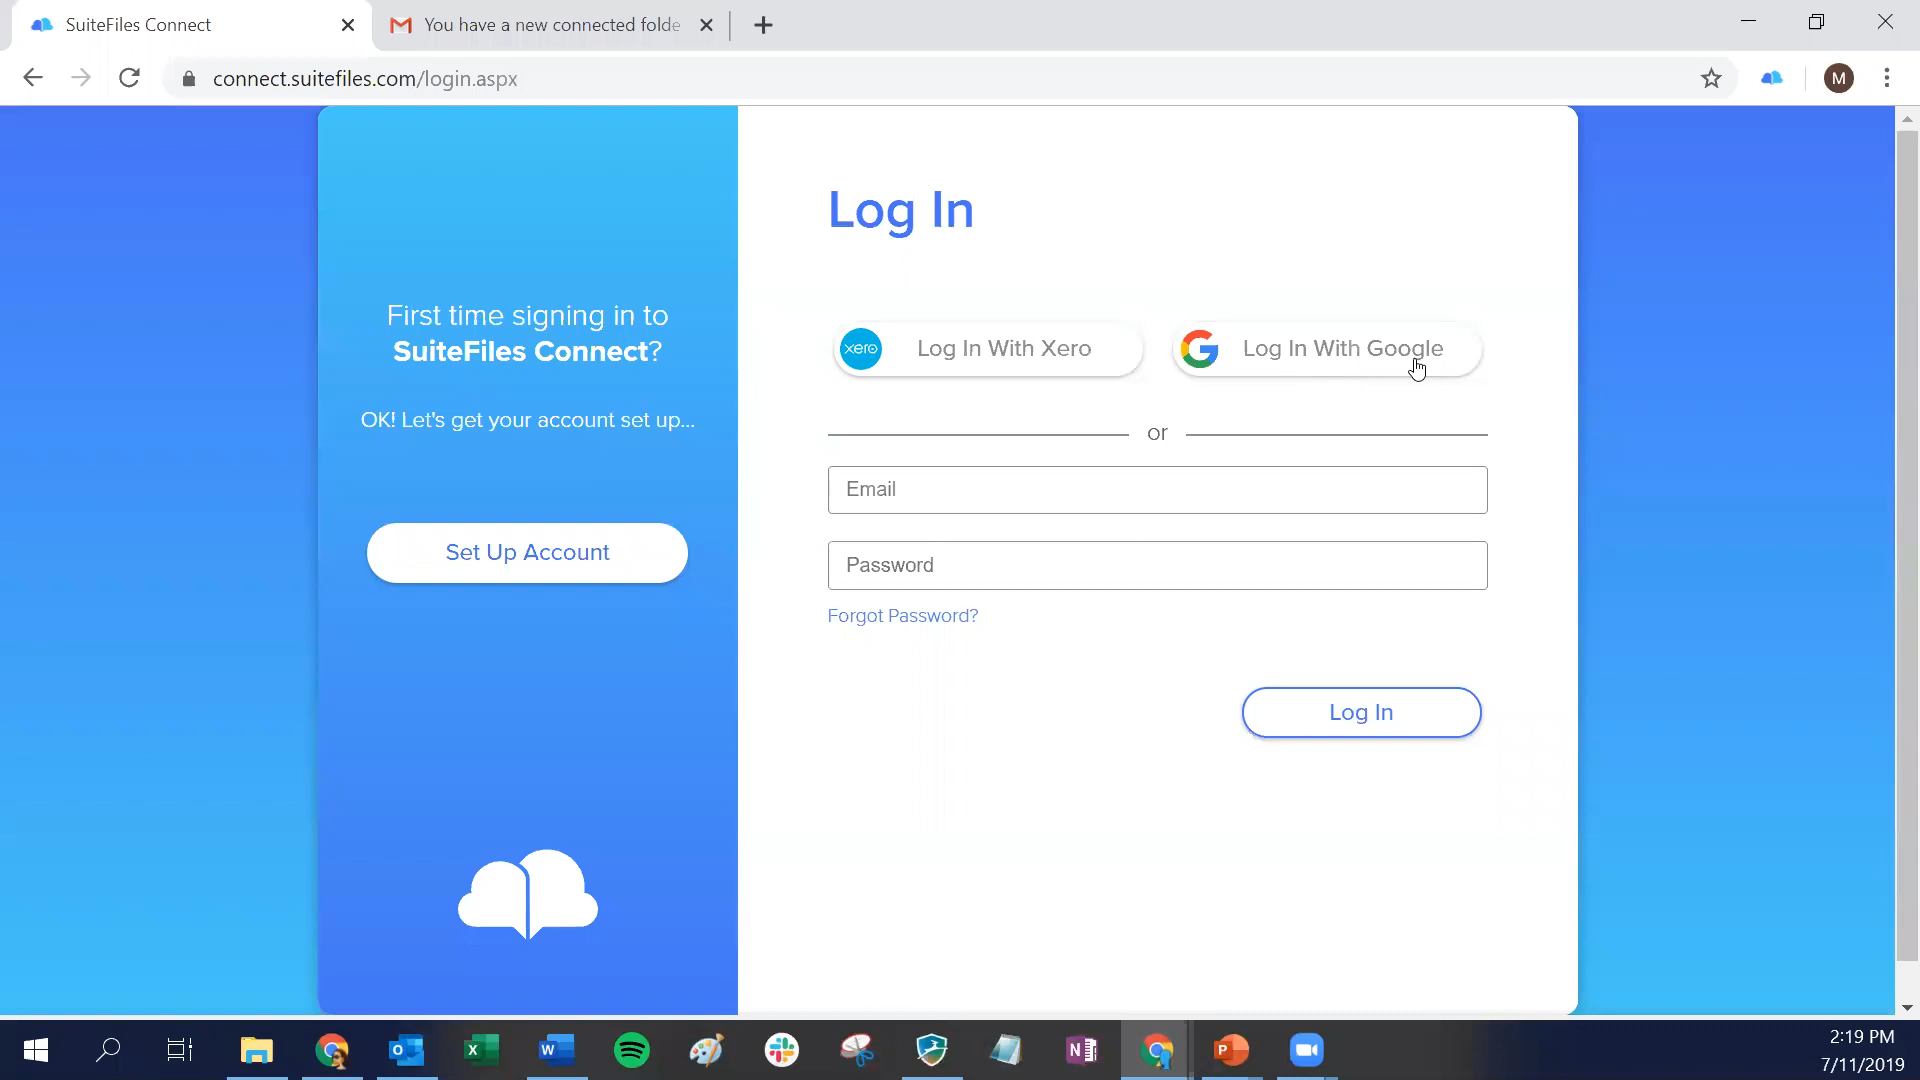 SuiteFiles Connect
You have a new connected folde
connect.suitefiles.com/login.aspx
M
First time signing in to
SuiteFiles Connect?
OK! Let's get your account set up...
Set Up Account
Log In
xero
Log In With Xero
Log In With Google
or
Email
Password
Forgot Password?
Log In
2:19 PM
7/11/2019